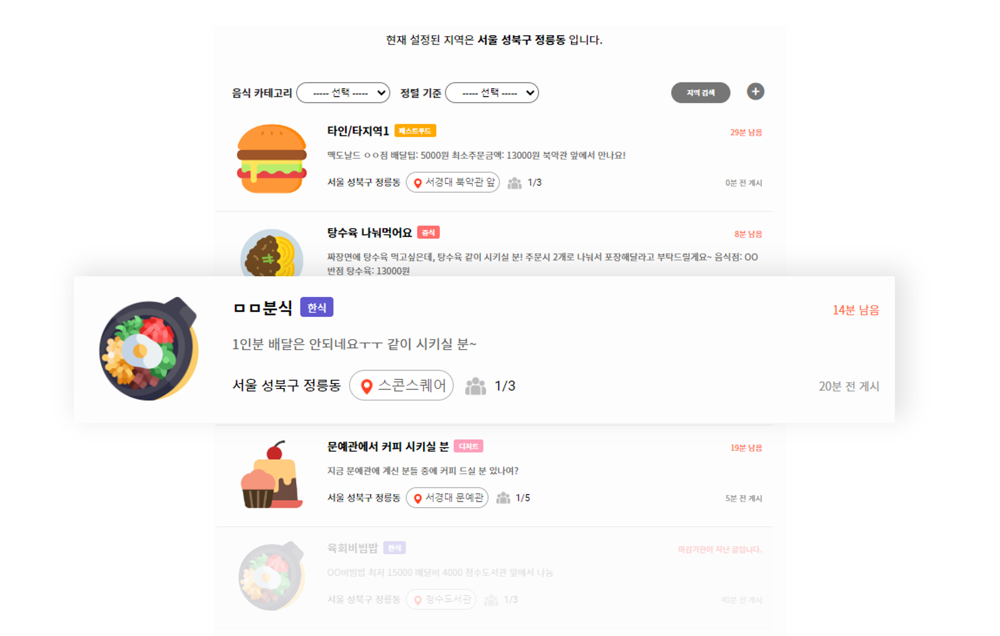 현재 설정된 지역은 서울 성북구 정릉동 입니다.
음식 카테고리 ----- 선택 ----- 정렬 기준 ----- 선택 ----- 지역 검색 +
타인/타지역1 패스트푸드 29분 남음
맥도날드 ㅇㅇ점 배달팁: 5000원 최소주문금액: 13000원 북악관 앞에서 만나요!
서울 성북구 정릉동 서경대 북악관 앞 1/3 0분 전 게시
탕수육 나눠먹어요 중식 8분 남음
짜장면에 탕수육 먹고싶은데, 탕수육 같이 시키실 분! 주문시 2개로 나눠서 포장해달라고 부탁드릴게요~ 음식점: OO
반점 탕수육: 13000원
ㅁㅁ분식 한식 14분 남음
1인분 배달은 안되네요ㅜㅜ 같이 시키실 분~
서울 성북구 정릉동 스콘스퀘어 1/3 20분 전 게시
문예관에서 커피 시키실 분 디저트 19분 남음
지금 문예관에 계신 분들 중에 커피 드실 분 있나여?
서울 성북구 정릉동 서경대 문예관 1/5 5분 전 게시
육회비빔밥 한식 마감기한이 지난 글입니다.
OO비빔밥 최저 15000 배달비 4000 청수도서관 앞에서 나눔
서울 성북구 정릉동 청수도서관 1/3 40분 전 게시